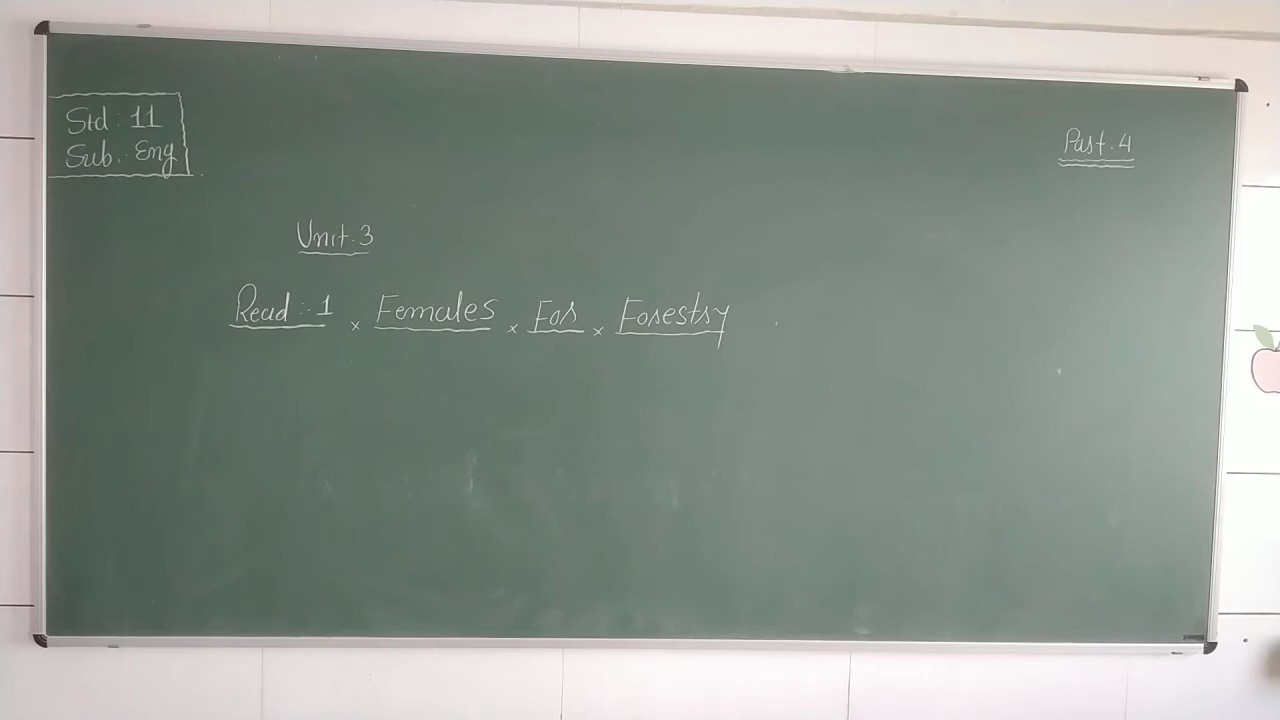 Std : 11
Sub. : Eng
Part. 4
Unit. 3
Read :- 1 × Females × For × Forestry